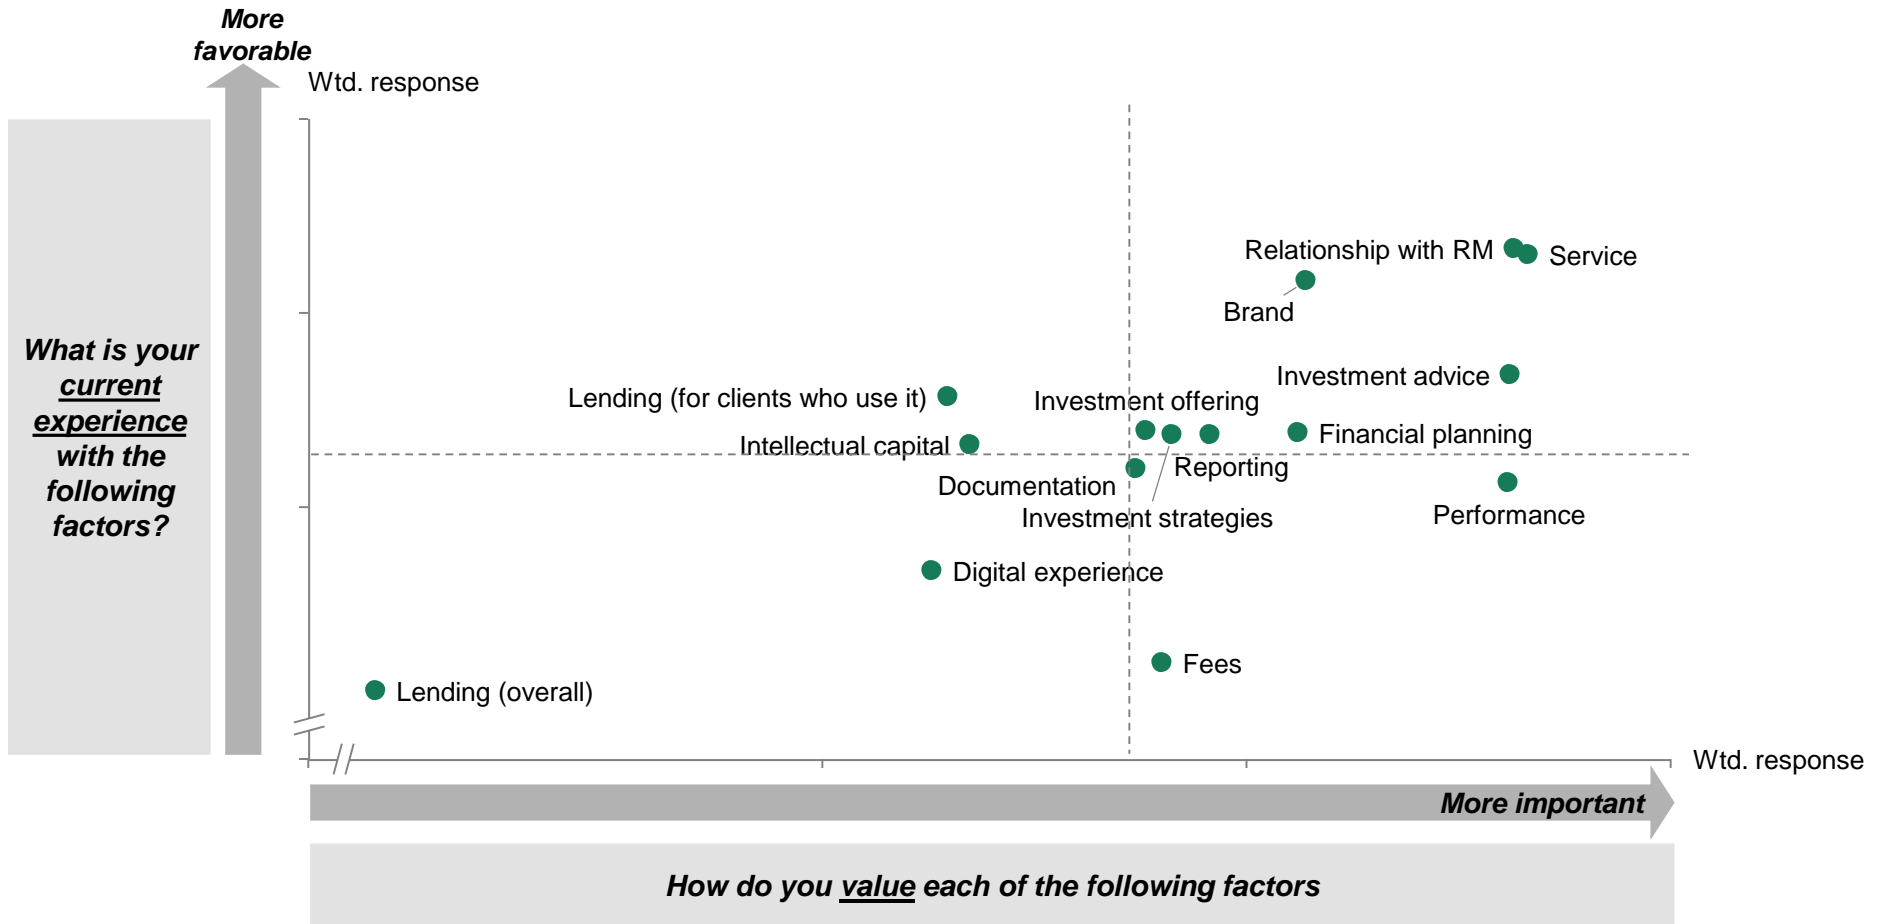 More
favorable
Wtd. response
What is your
current
experience
with the
following
factors?
Relationship with RM
Service
Brand
Investment advice
Lending (for clients who use it)
Investment offering
Intellectual capital
Financial planning
Reporting
Documentation
Investment strategies
Performance
Digital experience
Fees
Lending (overall)
Wtd. response
More important
How do you value each of the following factors